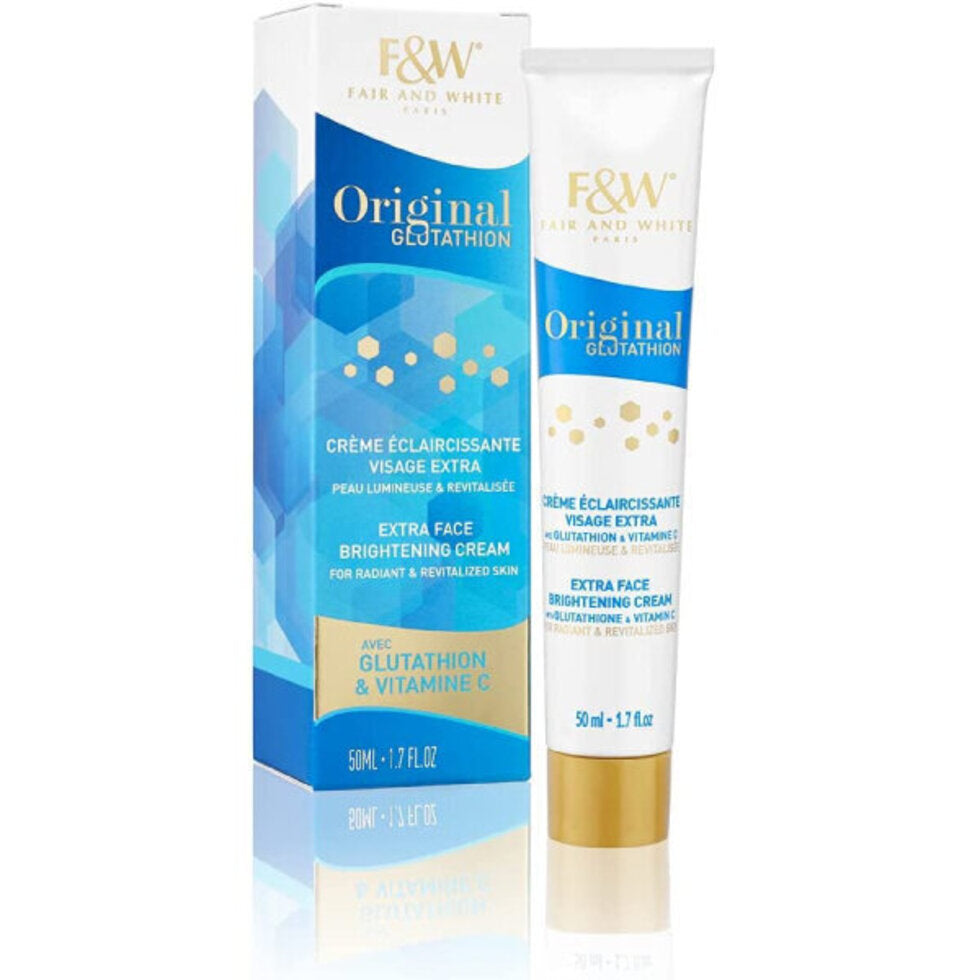 F&W®
FAIR AND WHITE
PARIS
Original
GLUTATHION
CRÈME ÉCLAIRCISSANTE
VISAGE EXTRA
PEAU LUMINEUSE & REVITALISÉE
EXTRA FACE
BRIGHTENING CREAM
FOR RADIANT & REVITALIZED SKIN
AVEC
GLUTATHION
& VITAMINE C
50ML • 1.7 FL.OZ
F&W®
FAIR AND WHITE
PARIS
Original
GLUTATHION
CRÈME ÉCLAIRCISSANTE
VISAGE EXTRA
GLUTATHION & VITAMINE C
PEAU LUMINEUSE & REVITALISÉE
EXTRA FACE
BRIGHTENING CREAM
GLUTATHIONE & VITAMIN C
FOR RADIANT & REVITALIZED SKIN
50 ml - 1.7 fl.oz